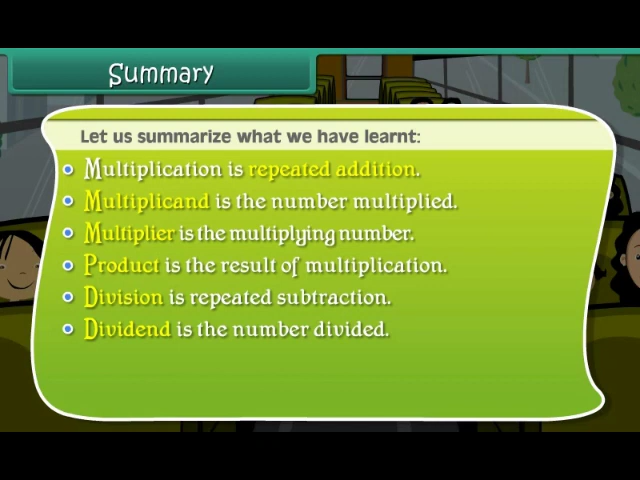 Summary
Let us summarize what we have learnt:
Multiplication is repeated addition.
Multiplicand is the number multiplied.
Multiplier is the multiplying number.
Product is the result of multiplication.
Division is repeated subtraction.
Dividend is the number divided.